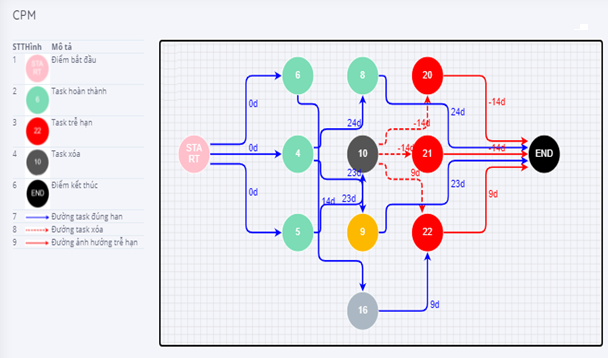 CPM
STT Hình Mô tả
1 STA RT Điểm bắt đầu
2 6 Task hoàn thành
3 22 Task trễ hạn
4 10 Task xóa
6 END Điểm kết thúc
7 Đường task đúng hạn
8 Đường task xóa
9 Đường ảnh hưởng trễ hạn
6 8 20
0d 24d -14d
24d -14d
STA RT 0d 4 10 -14d 21 -14d END
23d 9d
0d 14d 23d 23d 9d
5 9 22
16 9d